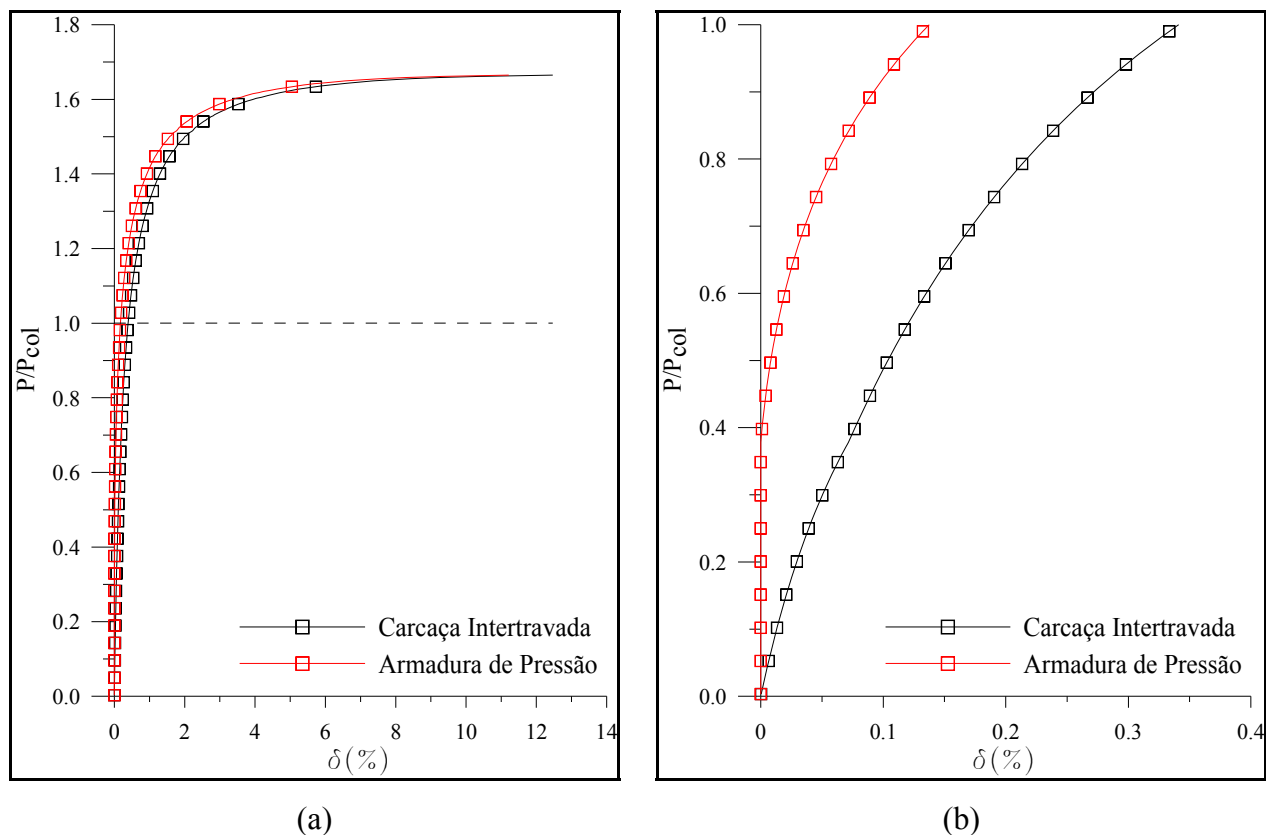 1.8
1.6
1.4
1.2
1.0
0.8
0.6
0.4
0.2
0.0
P/Pcol
0 2 4 6 8 10 12 14
δ(%)
Carcaça Intertravada
Armadura de Pressão
(a)
1.0
0.8
0.6
0.4
0.2
0.0
P/Pcol
0 0.1 0.2 0.3 0.4
δ(%)
Carcaça Intertravada
Armadura de Pressão
(b)